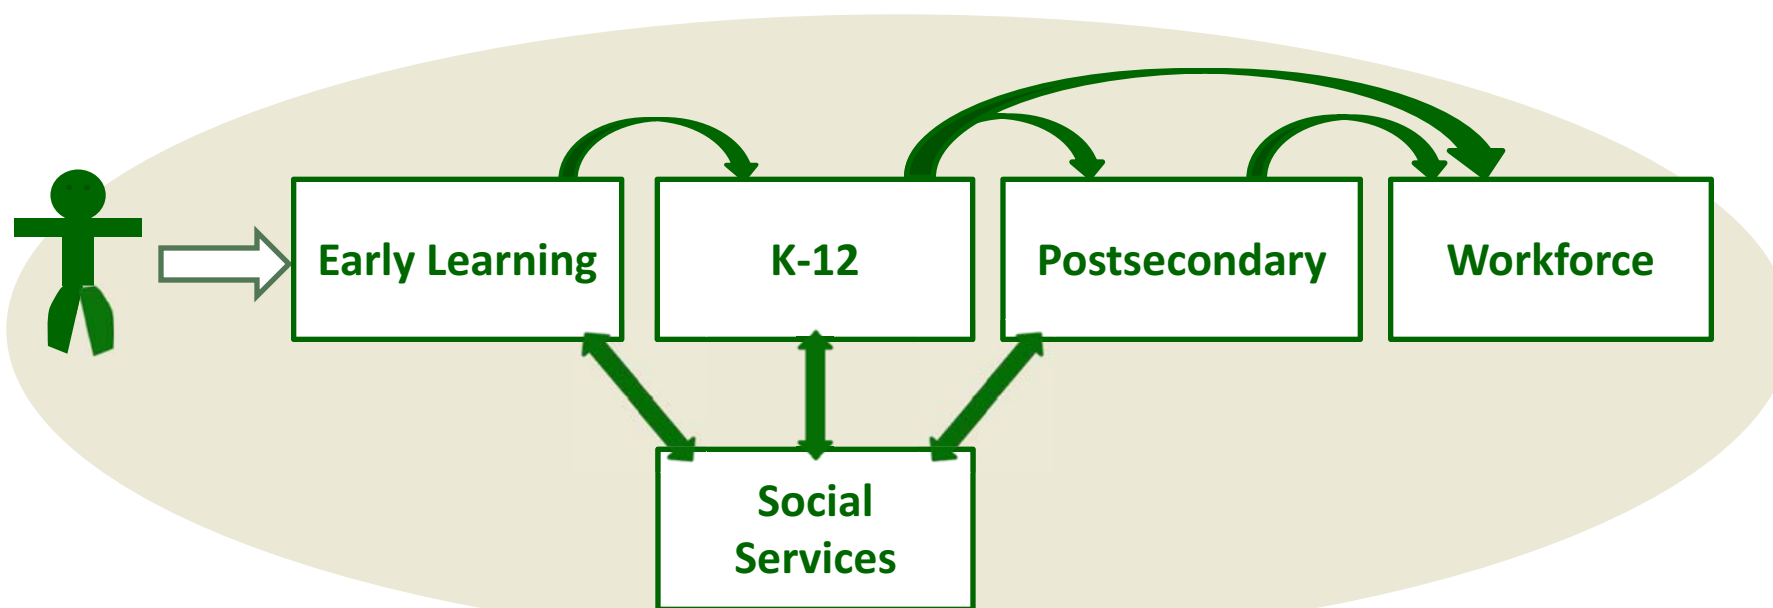 Early Learning
K-12
Postsecondary
Workforce
Social
Services